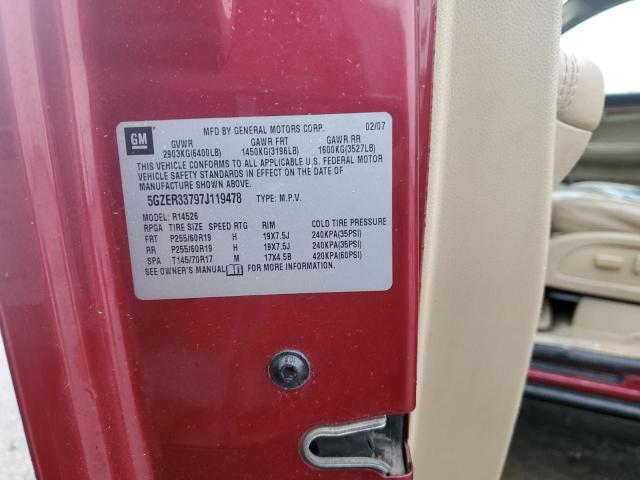 GM
MFD BY GENERAL MOTORS CORP. 02/07
GVWR GAWR FRT GAWR RR
2903KG(6400LB) 1450KG(3196LB) 1600KG(3527LB)
THIS VEHICLE CONFORMS TO ALL APPLICABLE U.S. FEDERAL MOTOR
VEHICLE SAFETY STANDARDS IN EFFECT ON THE DATE OF
MANUFACTURE SHOWN ABOVE.
5GZER33797J119478 TYPE: M.P.V.
MODEL: R14526
RPGA TIRE SIZE SPEED RTG RIM COLD TIRE PRESSURE
FRT P255/60R19 H 19X7.5J 240KPA(35PSI)
RR P255/60R19 H 19X7.5J 240KPA(35PSI)
SPA T145/70R17 M 17X4.5B 420KPA(60PSI)
SEE OWNER'S MANUAL FOR MORE INFORMATION.